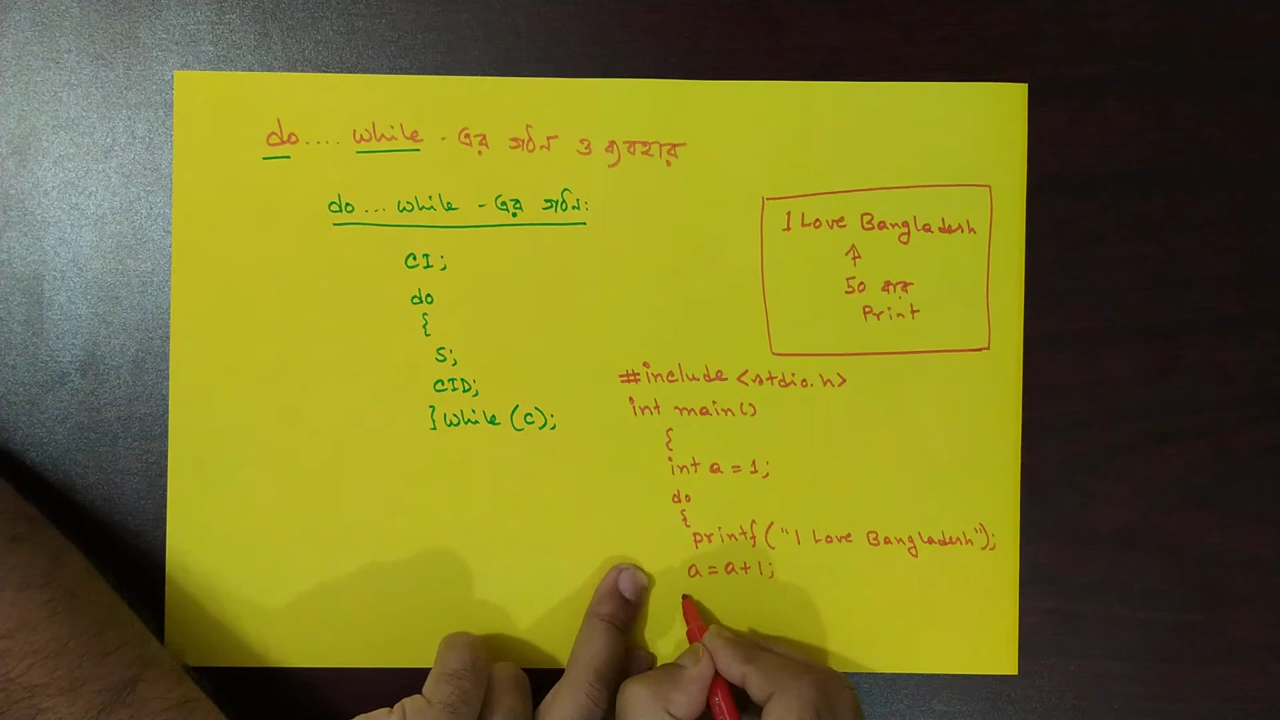 do.... while - এর গঠন ও ব্যবহার
do... while - এর গঠন:
CI;
do
{
S;
CID;
} while (c);
I Love Bangladesh
↑
50 বার
Print
#include <stdio.h>
int main()
{
int a = 1;
do
{
printf("I Love Bangladesh");
a = a+1;